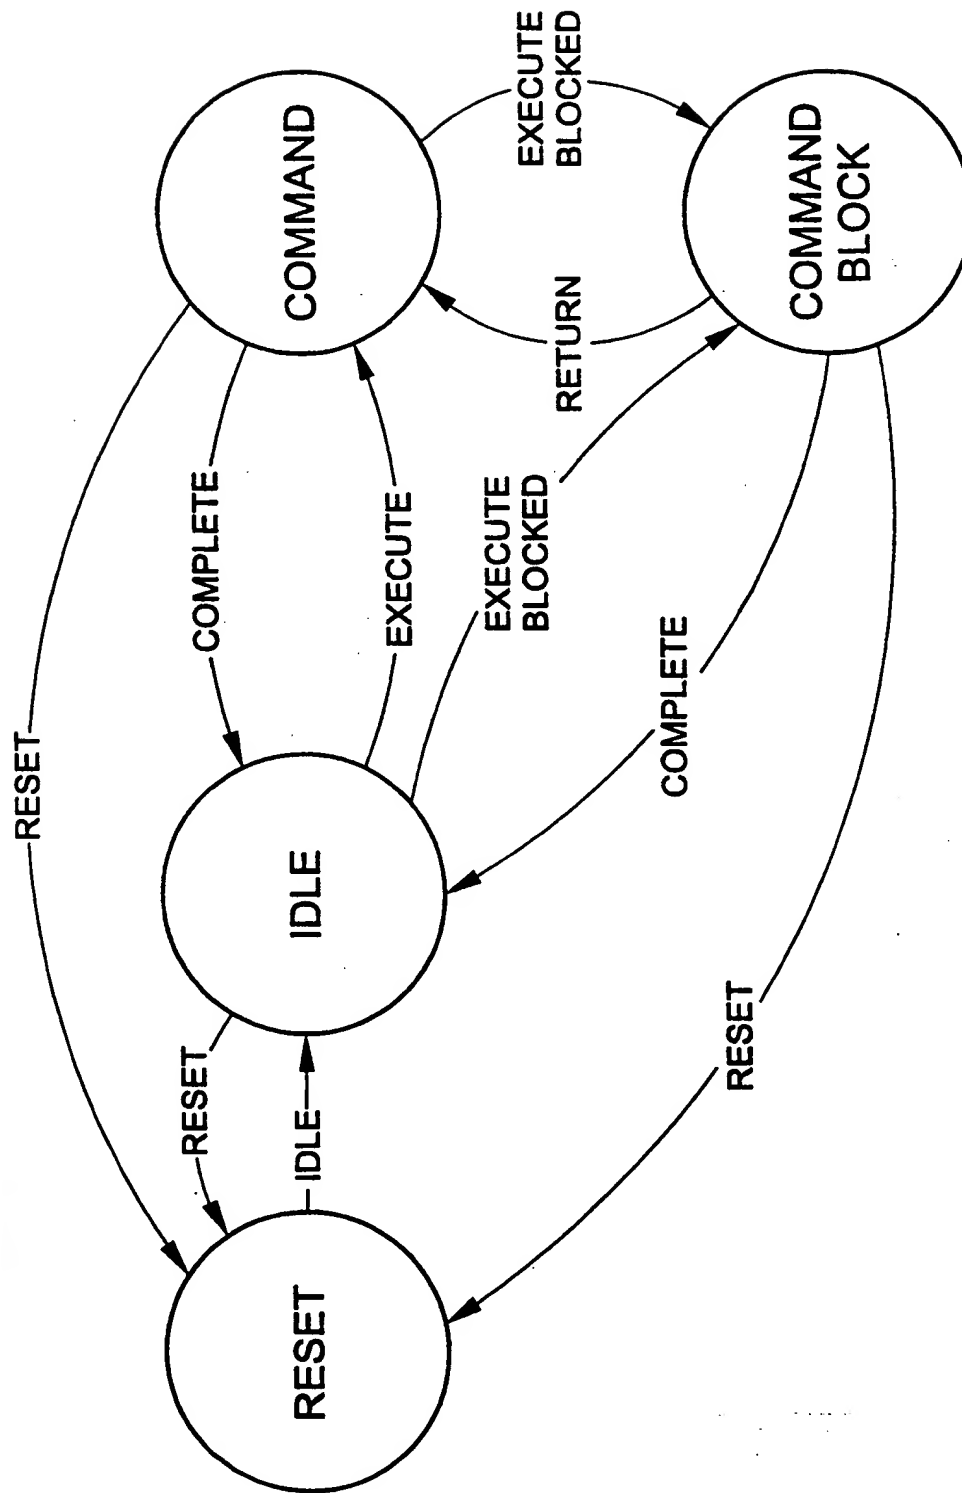 RESET
COMPLETE
COMMAND
RESET
IDLE
IDLE
EXECUTE
RESET
EXECUTE
BLOCKED
RETURN
EXECUTE
BLOCKED
COMPLETE
RESET
COMMAND
BLOCK